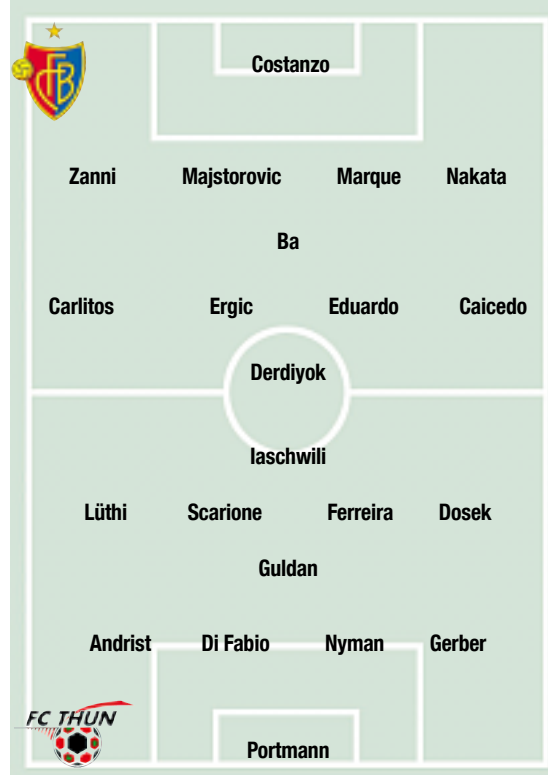 FCB
Costanzo
Zanni Majstorovic Marque Nakata
Ba
Carlitos Ergic Eduardo Caicedo
Derdiyok
Iaschwili
Lüthi Scarione Ferreira Dosek
Guldan
Andrist Di Fabio Nyman Gerber
FC THUN
Portmann